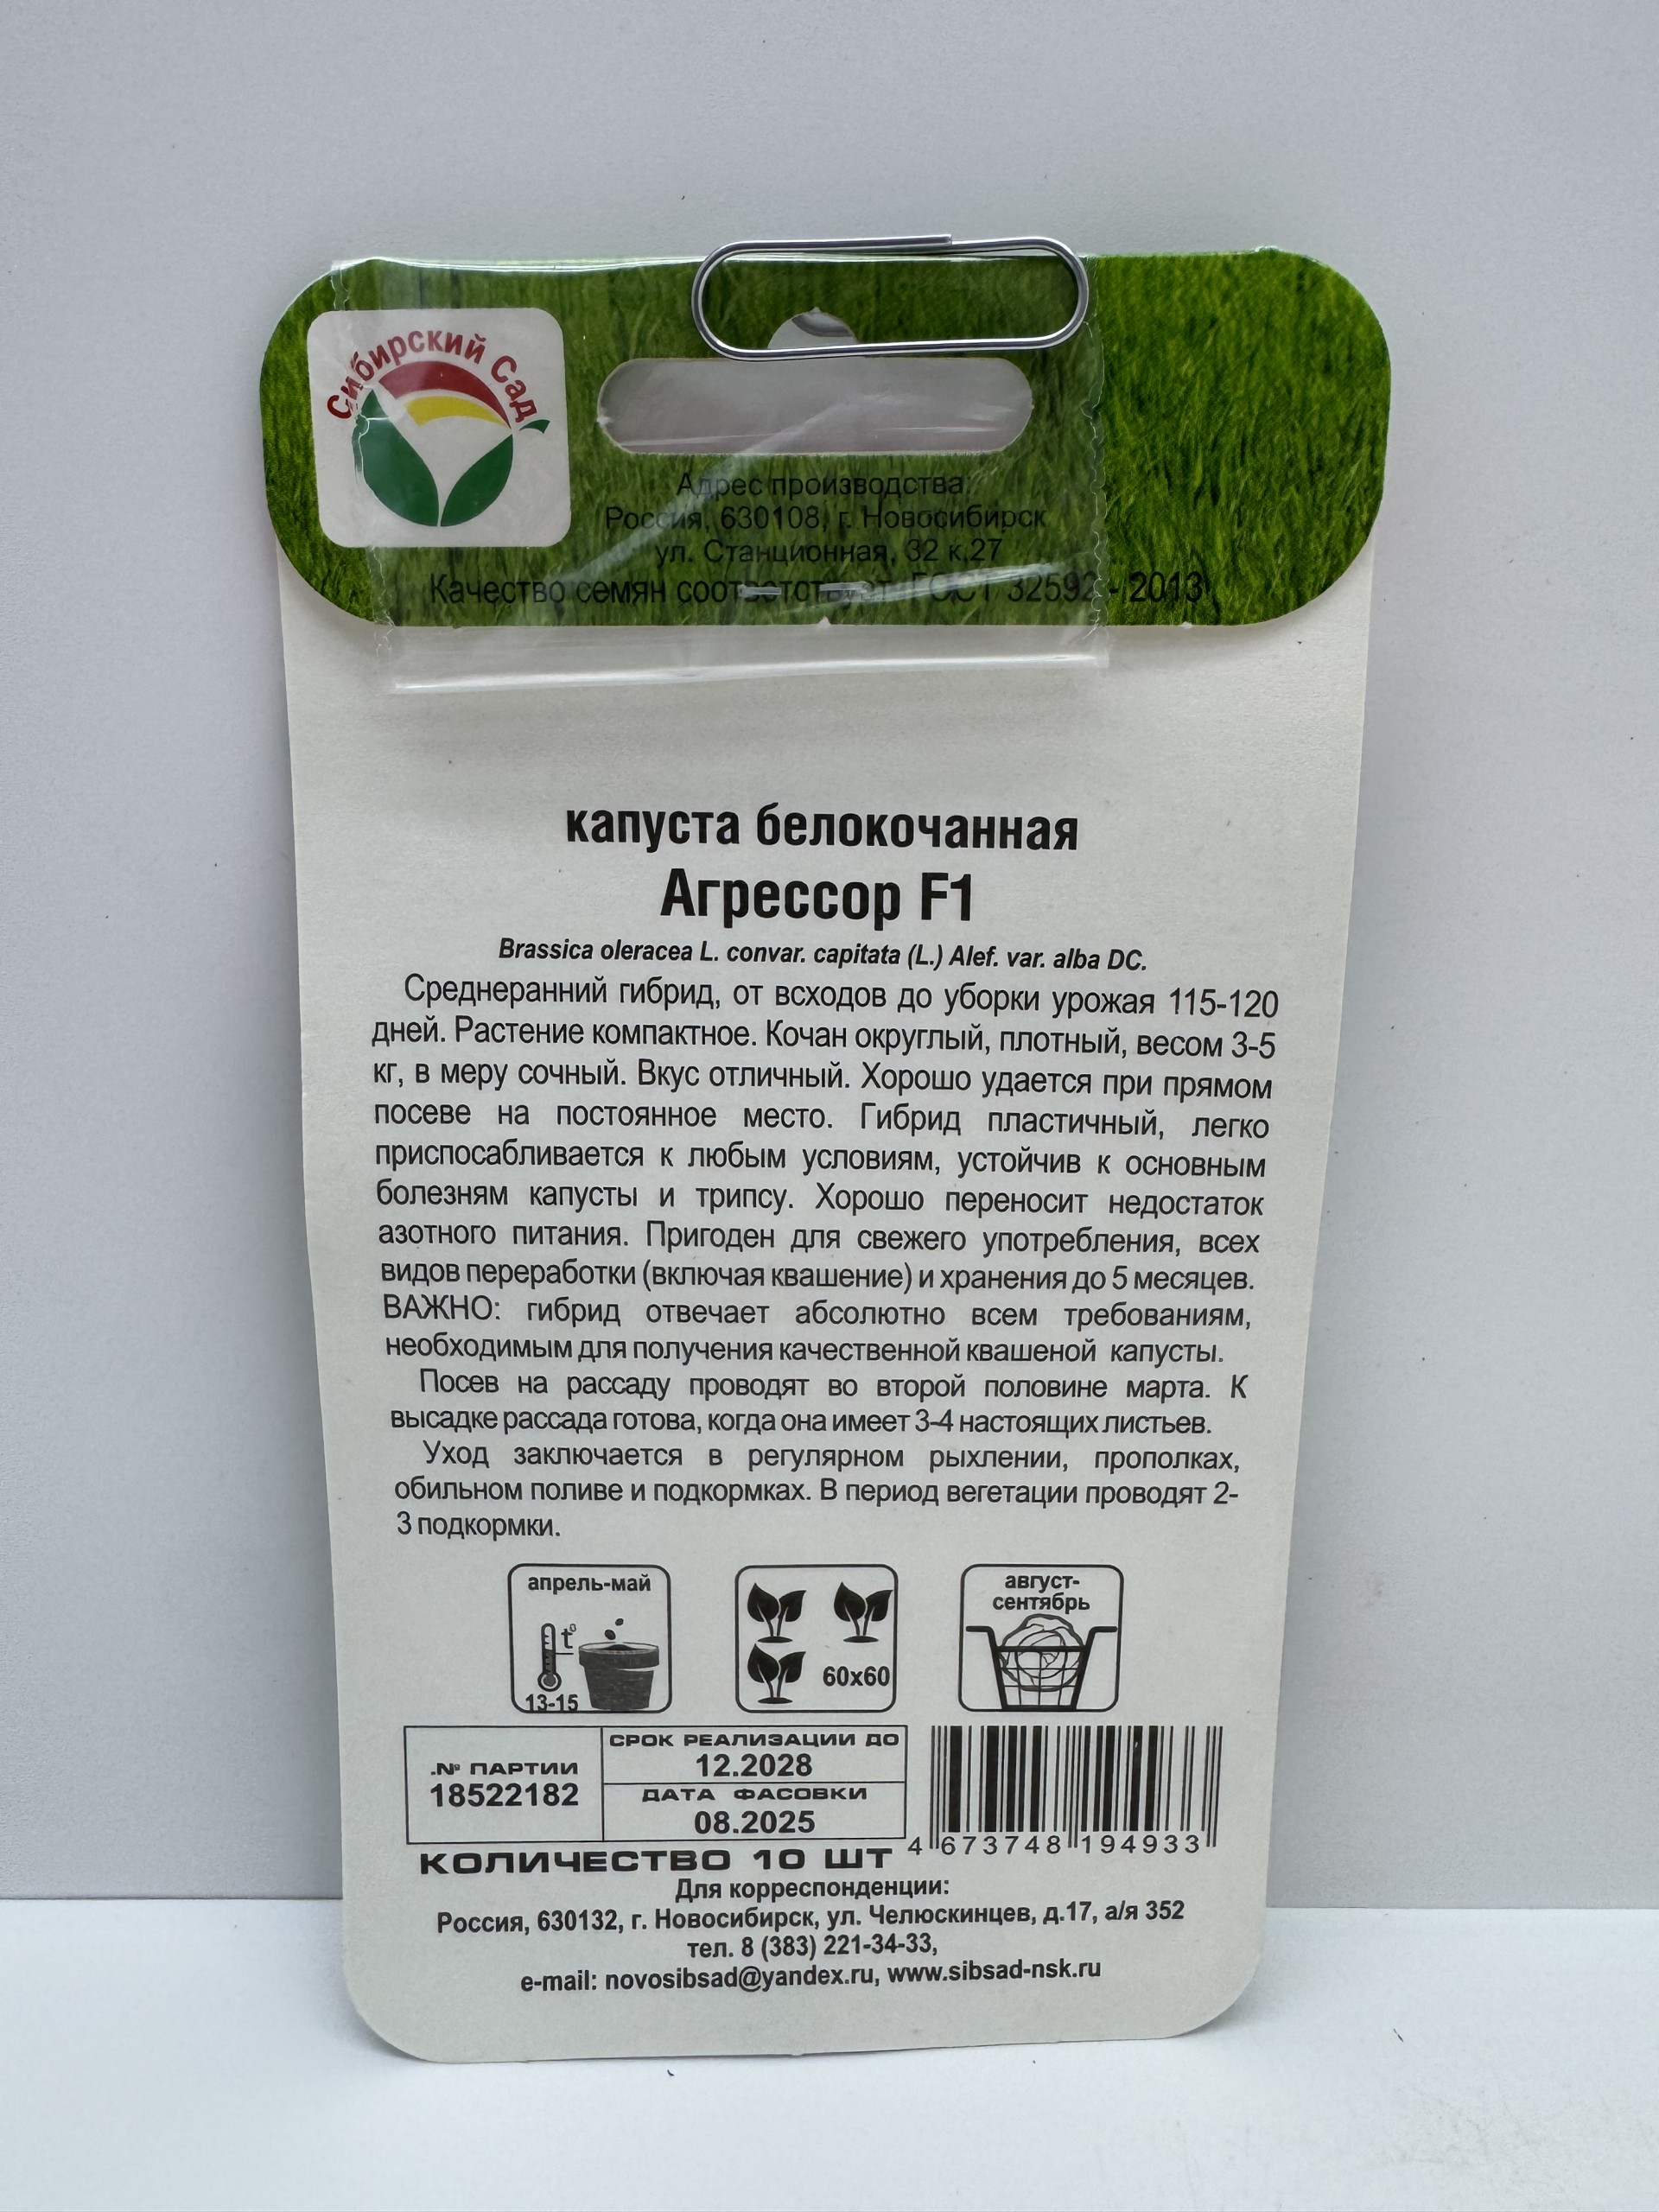 Сибирский Сад
Адрес производства:
Россия, 630108, г. Новосибирск
ул. Станционная, 32 к.27
Качество семян соответствует ГОСТ 32592 - 2013
капуста белокочанная
Агрессор F1
Brassica oleracea L. convar. capitata (L.) Alef. var. alba DC.
Среднеранний гибрид, от всходов до уборки урожая 115-120
дней. Растение компактное. Кочан округлый, плотный, весом 3-5
кг, в меру сочный. Вкус отличный. Хорошо удается при прямом
посеве на постоянное место. Гибрид пластичный, легко
приспосабливается к любым условиям, устойчив к основным
болезням капусты и трипсу. Хорошо переносит недостаток
азотного питания. Пригоден для свежего употребления, всех
видов переработки (включая квашение) и хранения до 5 месяцев.
ВАЖНО: гибрид отвечает абсолютно всем требованиям,
необходимым для получения качественной квашеной капусты.
Посев на рассаду проводят во второй половине марта. К
высадке рассада готова, когда она имеет 3-4 настоящих листьев.
Уход заключается в регулярном рыхлении, прополках,
обильном поливе и подкормках. В период вегетации проводят 2-
3 подкормки.
апрель-май
t°
13-15
60х60
август-
сентябрь
.№ ПАРТИИ
18522182
СРОК РЕАЛИЗАЦИИ ДО
12.2028
ДАТА ФАСОВКИ
08.2025
4 673748 194933
КОЛИЧЕСТВО 10 ШТ
Для корреспонденции:
Россия, 630132, г. Новосибирск, ул. Челюскинцев, д.17, а/я 352
тел. 8 (383) 221-34-33,
e-mail: novosibsad@yandex.ru, www.sibsad-nsk.ru